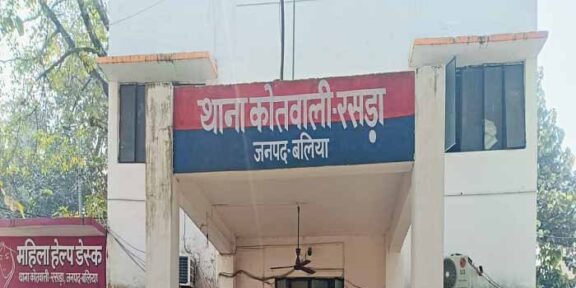 थाना कोतवाली-रसड़ा
जनपद-बलिया
महिला हेल्प डेस्क
थाना कोतवाली-रसड़ा, जनपद-बलिया